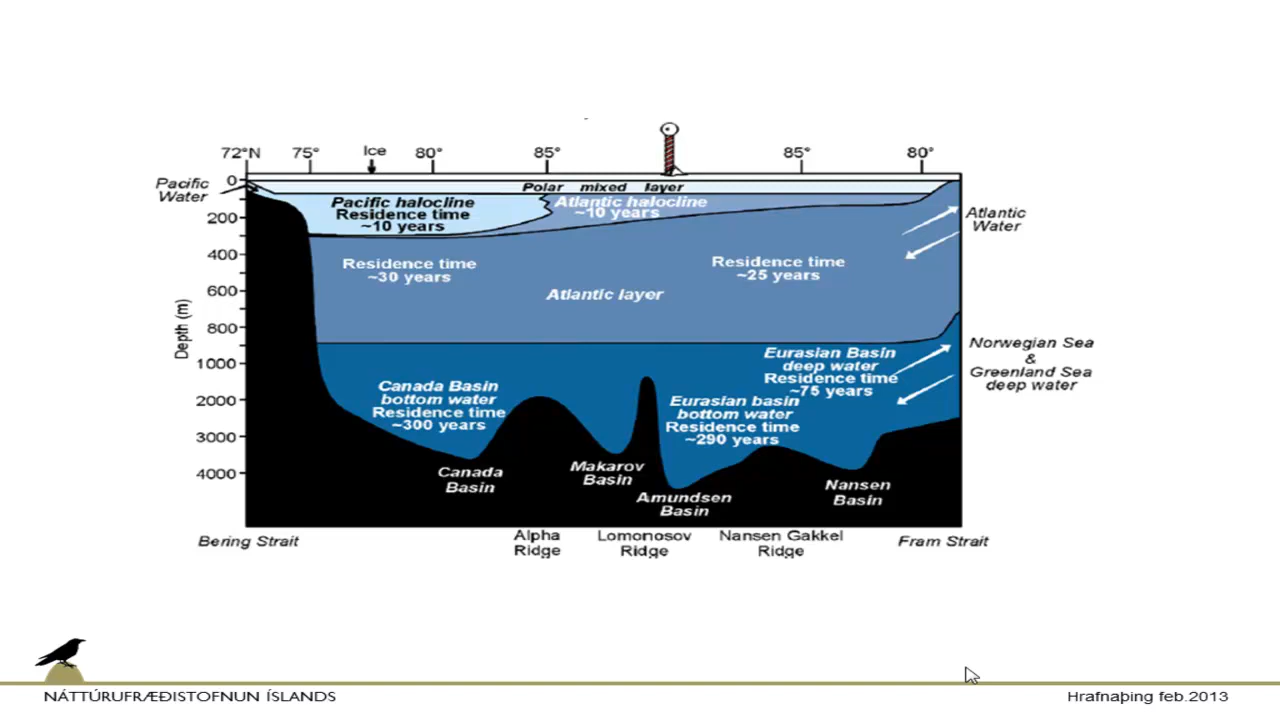 72°N 75° Ice 80° 85° 85° 80°
Pacific
Water
0
200
400
600
800
1000
2000
3000
4000
Depth (m)
Polar mixed layer
Pacific halocline
Residence time
~10 years
Atlantic halocline
~10 years
Atlantic
Water
Residence time
~30 years
Residence time
~25 years
Atlantic layer
Norwegian Sea
&
Greenland Sea
deep water
Eurasian Basin
deep water
Residence time
~75 years
Canada Basin
bottom water
Residence time
~300 years
Eurasian basin
bottom water
Residence time
~290 years
Canada
Basin
Makarov
Basin
Amundsen
Basin
Nansen
Basin
Bering Strait
Alpha
Ridge
Lomonosov
Ridge
Nansen Gakkel
Ridge
Fram Strait
NÁTTÚRUFRÆÐISTOFNUN ÍSLANDS
Hrafnaþing feb.2013